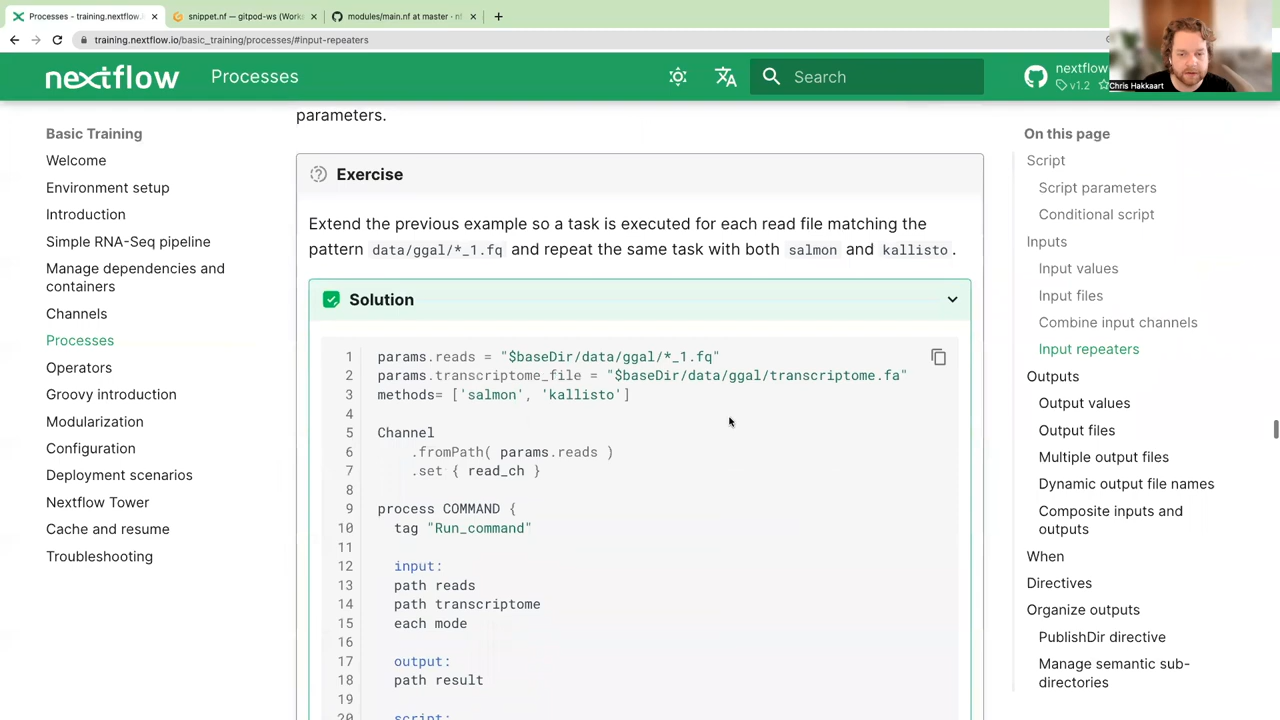 Processes - training.nextflow.
snippet.nf — gitpod-ws (Works
modules/main.nf at master · n
training.nextflow.io/basic_training/processes/#input-repeaters
nextflow
Processes
Search
nextflow
v1.2
Chris Hakkaart
Basic Training
Welcome
Environment setup
Introduction
Simple RNA-Seq pipeline
Manage dependencies and
containers
Channels
Processes
Operators
Groovy introduction
Modularization
Configuration
Deployment scenarios
Nextflow Tower
Cache and resume
Troubleshooting
parameters.
Exercise
Extend the previous example so a task is executed for each read file matching the
pattern data/ggal/*_1.fq and repeat the same task with both salmon and kallisto.
Solution
1 params.reads = "$baseDir/data/ggal/*_1.fq"
2 params.transcriptome_file = "$baseDir/data/ggal/transcriptome.fa"
3 methods= ['salmon', 'kallisto']
4
5 Channel
6 .fromPath( params.reads )
7 .set { read_ch }
8
9 process COMMAND {
10 tag "Run_command"
11
12 input:
13 path reads
14 path transcriptome
15 each mode
16
17 output:
18 path result
19
20 script:
On this page
Script
Script parameters
Conditional script
Inputs
Input values
Input files
Combine input channels
Input repeaters
Outputs
Output values
Output files
Multiple output files
Dynamic output file names
Composite inputs and
outputs
When
Directives
Organize outputs
PublishDir directive
Manage semantic sub-
directories